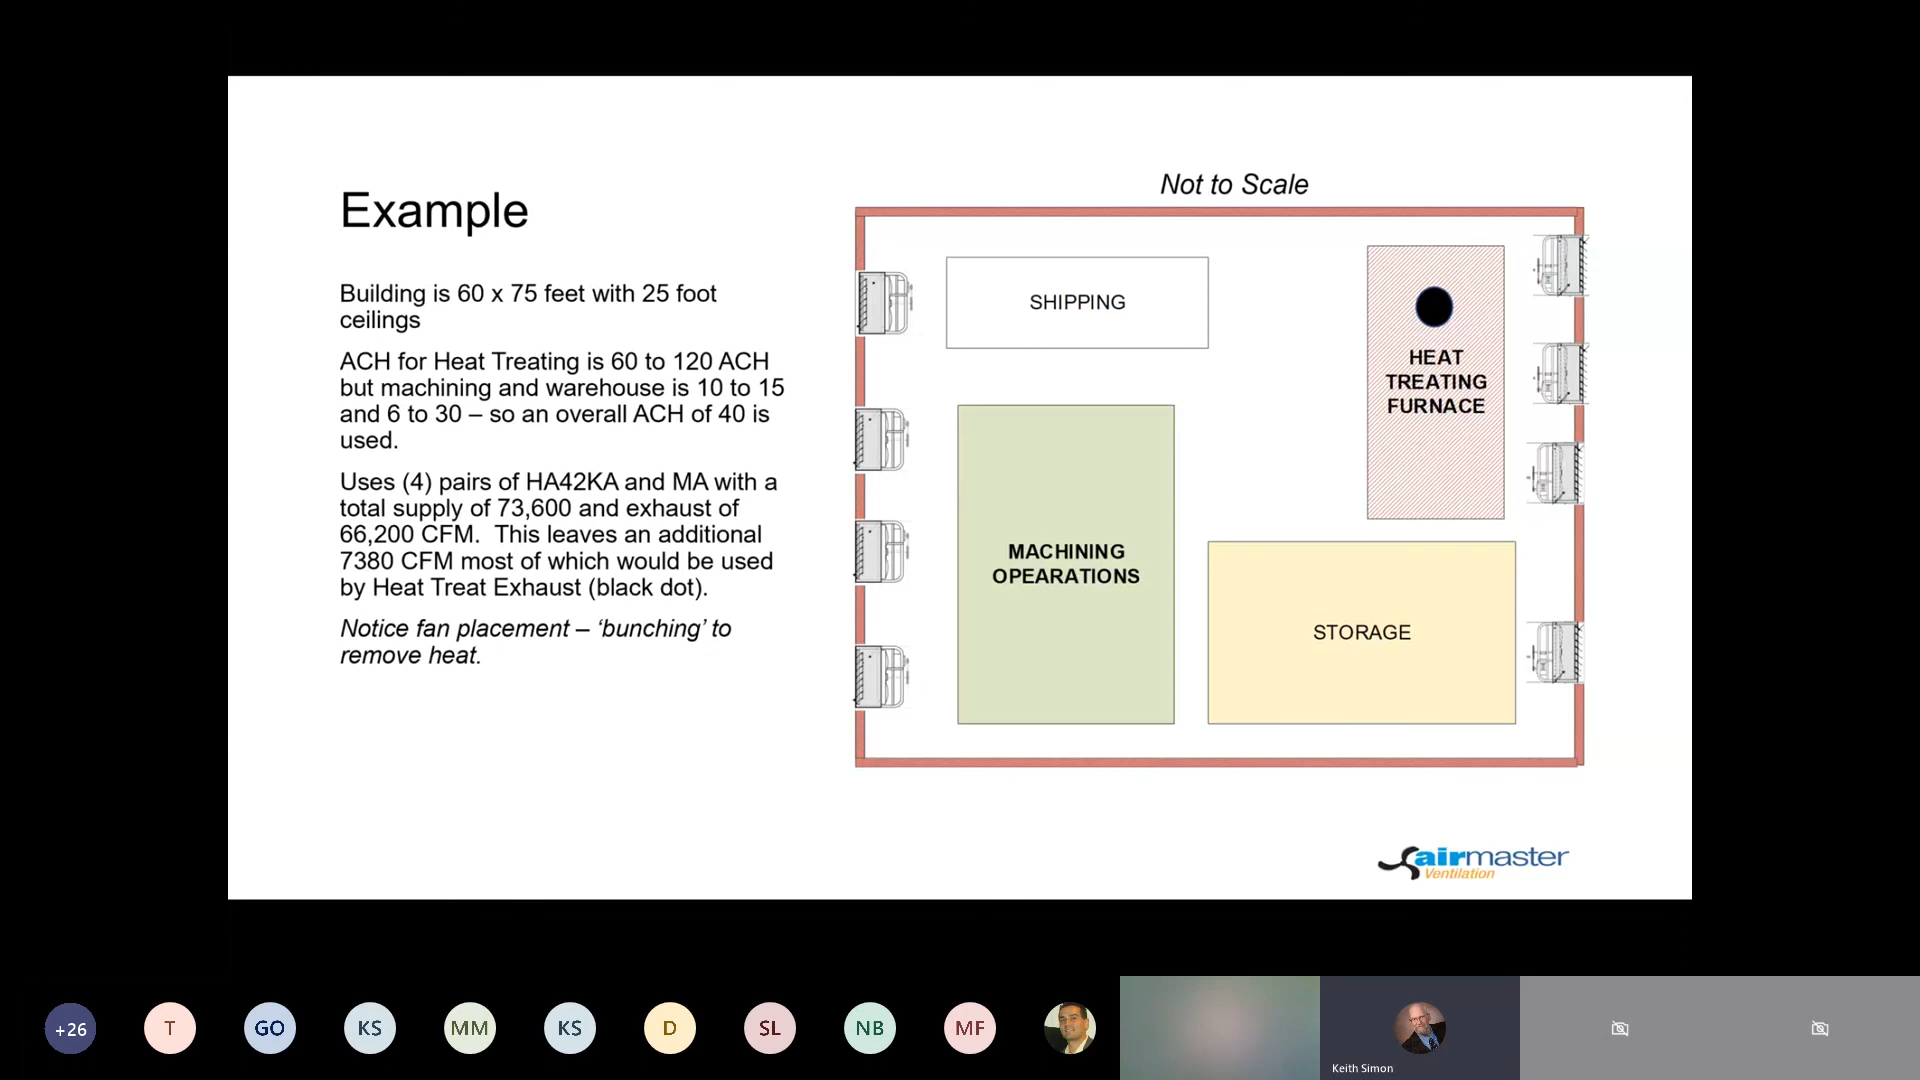 Not to Scale
Example
Building is 60 x 75 feet with 25 foot
ceilings
ACH for Heat Treating is 60 to 120 ACH
but machining and warehouse is 10 to 15
and 6 to 30 – so an overall ACH of 40 is
used.
Uses (4) pairs of HA42KA and MA with a
total supply of 73,600 and exhaust of
66,200 CFM.  This leaves an additional
7380 CFM most of which would be used
by Heat Treat Exhaust (black dot).
Notice fan placement – ‘bunching’ to
remove heat.
SHIPPING
HEAT
TREATING
FURNACE
MACHINING
OPEARATIONS
STORAGE
airmaster
Ventilation
+26
T
GO
KS
MM
KS
D
SL
NB
MF
Keith Simon